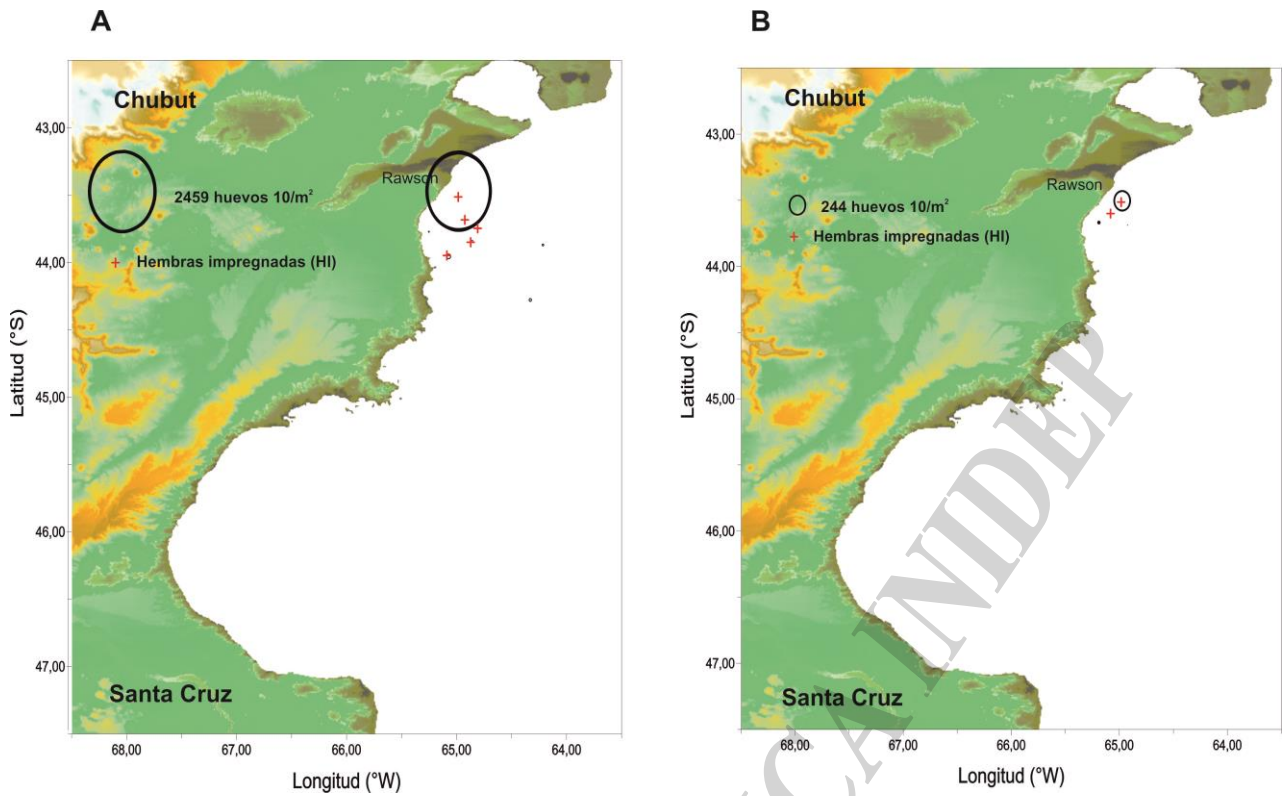 A
Chubut
Rawson
2459 huevos 10/m²
Hembras impregnadas (HI)
Santa Cruz
43,00
44,00
45,00
46,00
47,00
Latitud (°S)
68,00
67,00
66,00
65,00
64,00
Longitud (°W)
B
Chubut
Rawson
244 huevos 10/m²
Hembras impregnadas (HI)
Santa Cruz
43,00
44,00
45,00
46,00
47,00
Latitud (°S)
68,00
67,00
66,00
65,00
64,00
Longitud (°W)
ICA INIDEP